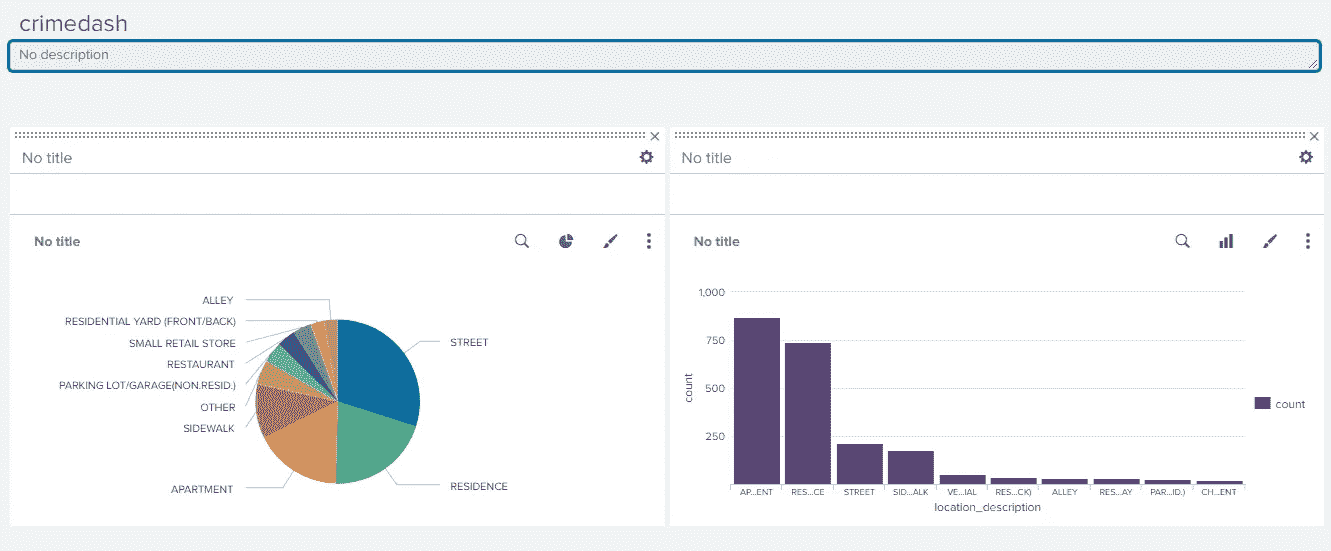 crimedash
No description
No title
No title
No title
ALLEY
RESIDENTIAL YARD (FRONT/BACK)
SMALL RETAIL STORE
RESTAURANT
PARKING LOT/GARAGE(NON.RESID.)
OTHER
SIDEWALK
APARTMENT
STREET
RESIDENCE
No title
1,000
750
500
250
count
AP...ENT RES...CE STREET SID...ALK VE...IAL RES...CK) ALLEY RES...AY PAR...ID.) CH...ENT
location_description
count